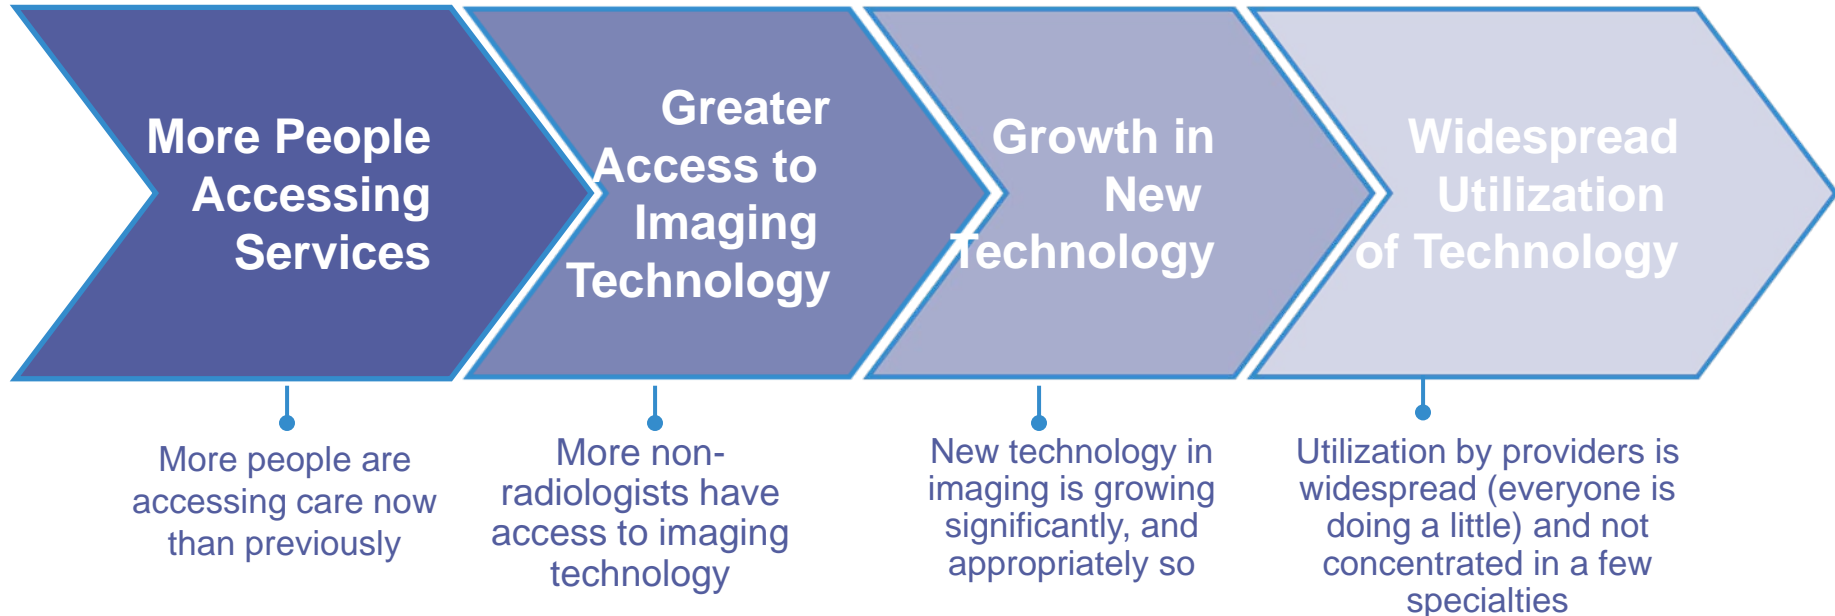 More People
Accessing
Services
Greater
Access to
Imaging
Technology
Growth in
New
Technology
Widespread
Utilization
of Technology
More people are
accessing care now
than previously
More non-
radiologists have
access to imaging
technology
New technology in
imaging is growing
significantly, and
appropriately so
Utilization by providers is
widespread (everyone is
doing a little) and not
concentrated in a few
specialties